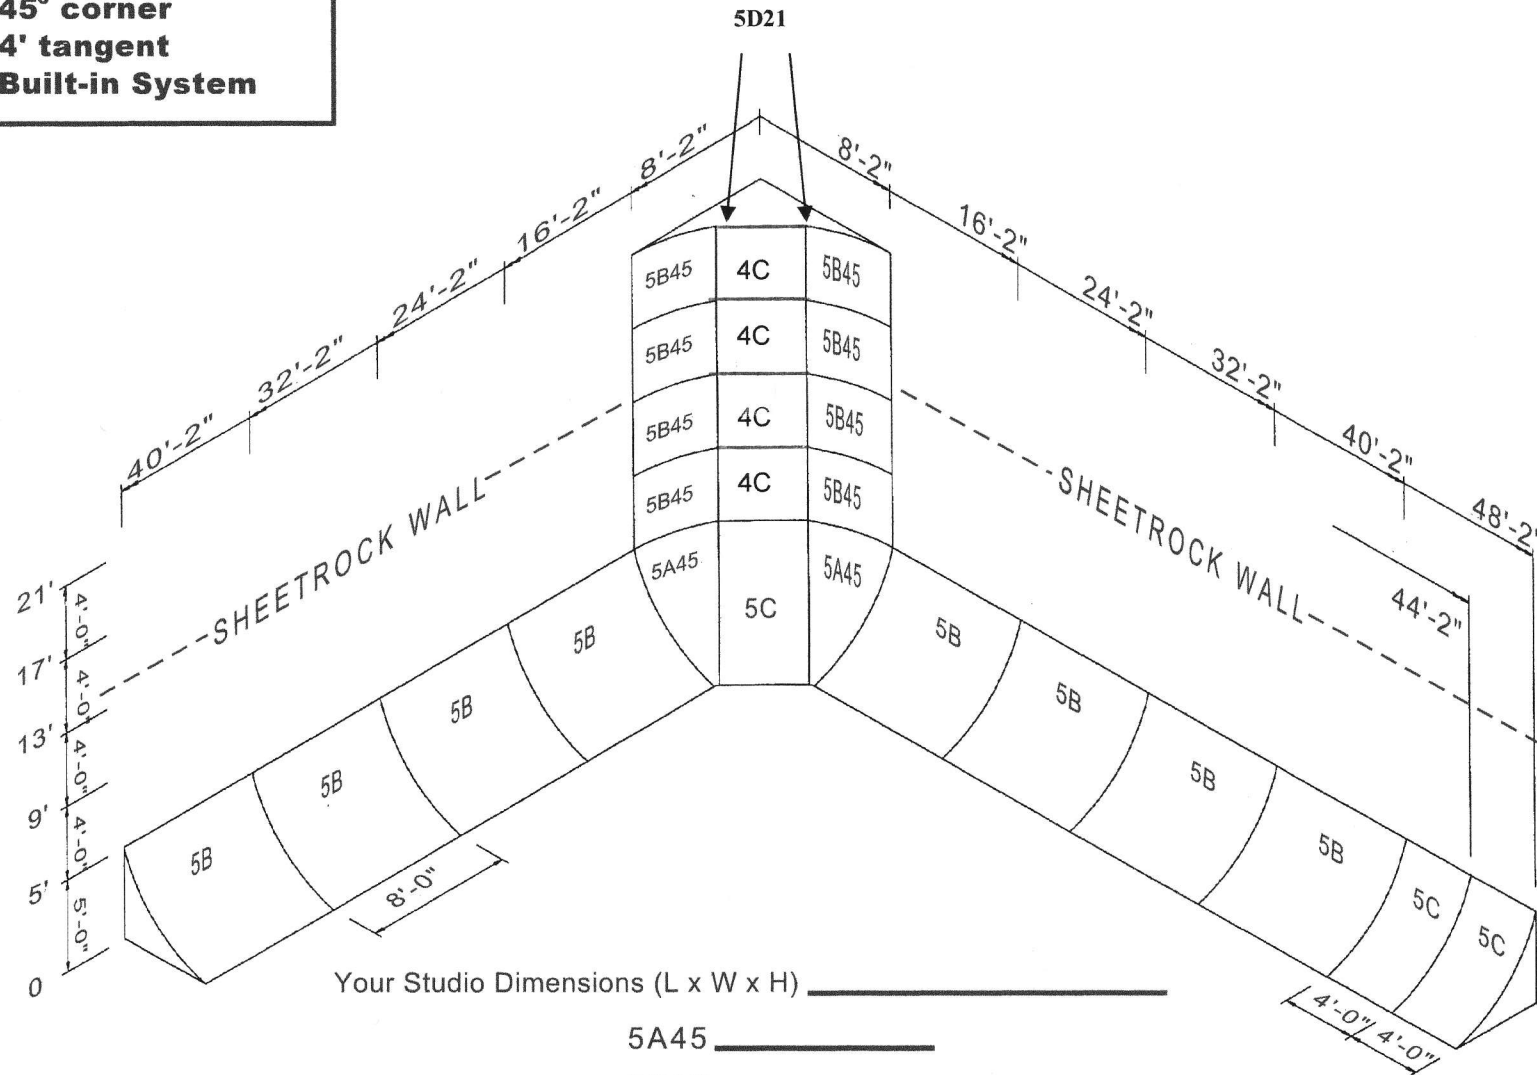 45° corner
4' tangent
Built-in System
5D21
8'-2"
16'-2"
24'-2"
32'-2"
40'-2"
8'-2"
16'-2"
24'-2"
32'-2"
40'-2"
48'-2"
44'-2"
5B45 4C 5B45
5B45 4C 5B45
5B45 4C 5B45
5B45 4C 5B45
5A45 5C 5A45
SHEETROCK WALL
SHEETROCK WALL
21'
4'-0"
17'
4'-0"
13'
4'-0"
9'
4'-0"
5'
5'-0"
0
5B
5B
5B
5B
5B
5B
5B
5B
5C
5C
8'-0"
4'-0"
4'-0"
Your Studio Dimensions (L x W x H)
5A45